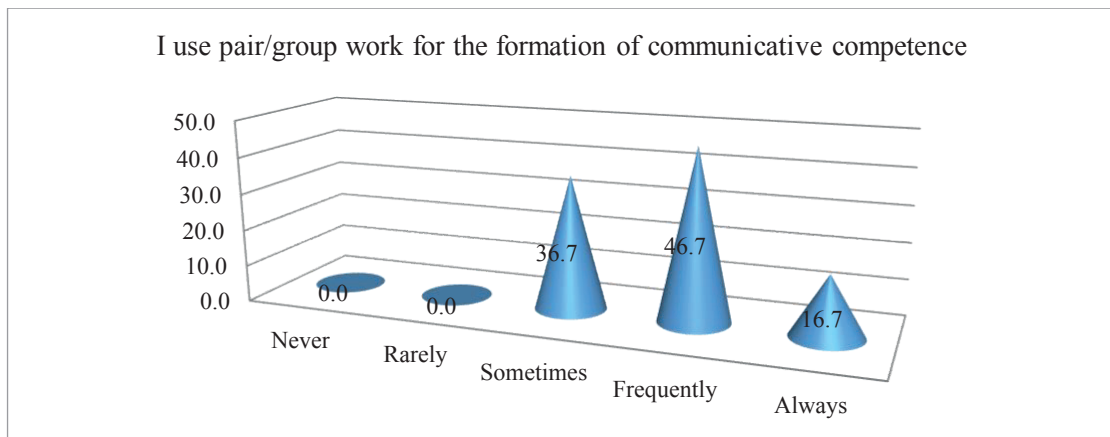 I use pair/group work for the formation of communicative competence
50.0
40.0
30.0
20.0
10.0
0.0
0.0
0.0
36.7
46.7
16.7
Never
Rarely
Sometimes
Frequently
Always